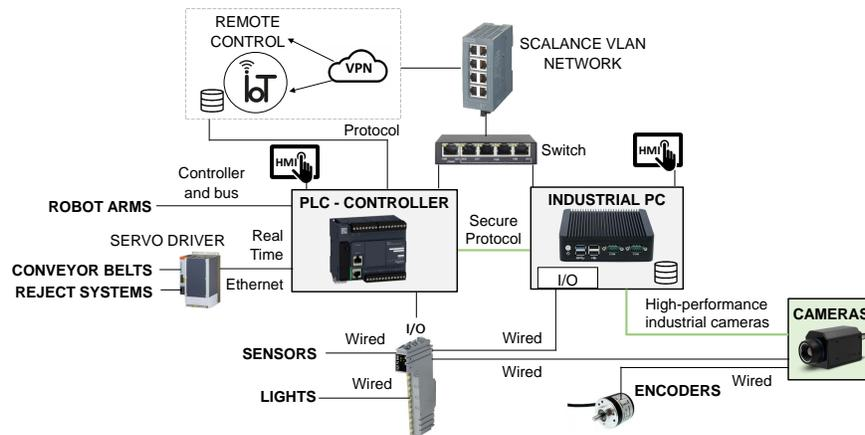 REMOTE
CONTROL
IoT
VPN
SCALANCE VLAN
NETWORK
Protocol
Switch
HMI
HMI
Controller
and bus
PLC - CONTROLLER
INDUSTRIAL PC
ROBOT ARMS
Secure
Protocol
SERVO DRIVER
Real
Time
Ethernet
CONVEYOR BELTS
REJECT SYSTEMS
I/O
High-performance
industrial cameras
CAMERAS
I/O
Wired
Wired
SENSORS
Wired
Wired
LIGHTS
ENCODERS
Wired